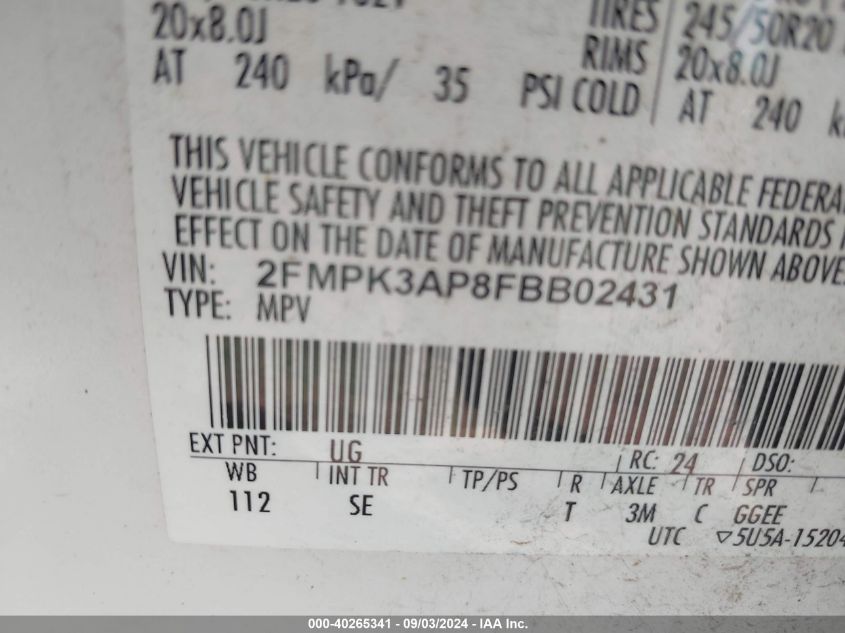 TIRES 245/50R20
20x8.0J RIMS 20x8.0J
AT 240 kPa/ 35 PSI COLD AT 240
THIS VEHICLE CONFORMS TO ALL APPLICABLE FEDERA
VEHICLE SAFETY AND THEFT PREVENTION STANDARDS
EFFECT ON THE DATE OF MANUFACTURE SHOWN ABOVE
VIN: 2FMPK3AP8FBB02431
TYPE: MPV
EXT PNT: UG RC: 24 DSO:
WB INT TR TP/PS R AXLE TR SPR
112 SE T 3M C GGEE
UTC ▽5U5A-15204
000-40265341 - 09/03/2024 - IAA Inc.